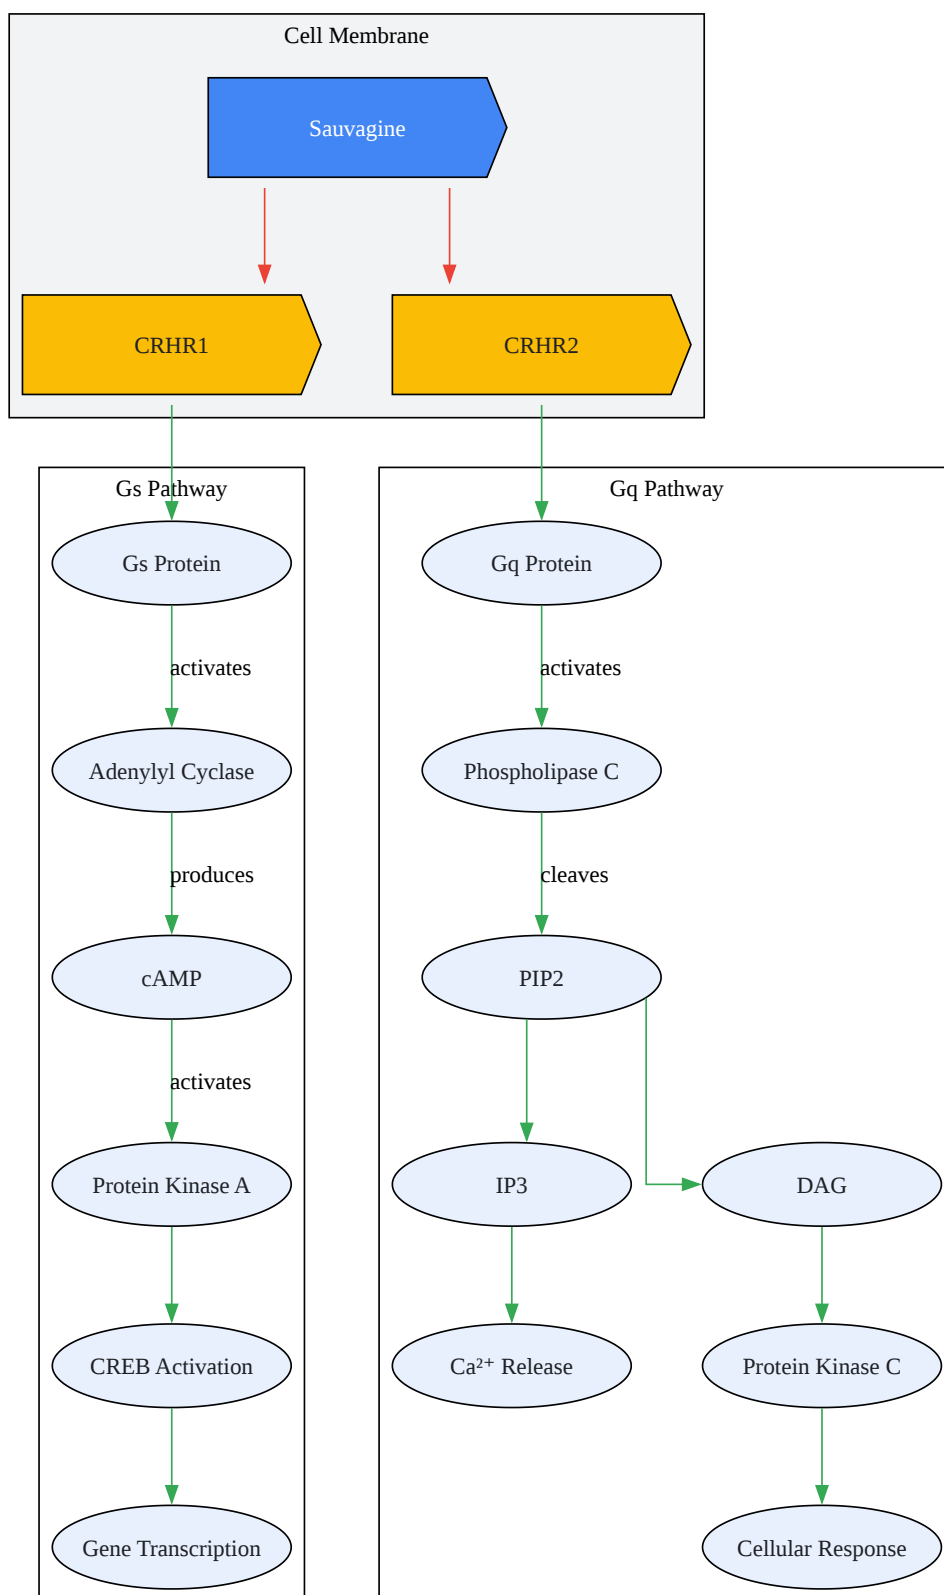 Cell Membrane
Sauvagine
CRHR1
CRHR2
Gs Pathway
Gs Protein
activates
Adenylyl Cyclase
produces
cAMP
activates
Protein Kinase A
CREB Activation
Gene Transcription
Gq Pathway
Gq Protein
activates
Phospholipase C
cleaves
PIP2
IP3
DAG
Ca²⁺ Release
Protein Kinase C
Cellular Response